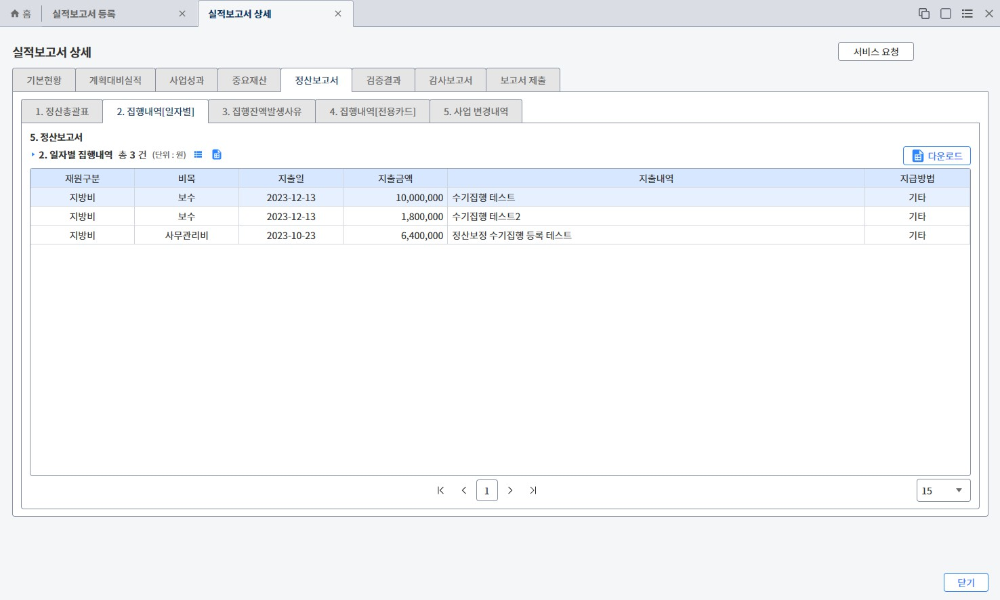 홈 실적보고서 등록 실적보고서 상세
실적보고서 상세 서비스 요청
기본현황 계획대비실적 사업성과 중요재산 정산보고서 검증결과 감사보고서 보고서 제출
1. 정산총괄표 2. 집행내역[일자별] 3. 집행잔액발생사유 4. 집행내역[전용카드] 5. 사업 변경내역
5. 정산보고서
2. 일자별 집행내역 총 3 건 (단위 : 원) 다운로드
재원구분 비목 지출일 지출금액 지출내역 지급방법
지방비 보수 2023-12-13 10,000,000 수기집행 테스트 기타
지방비 보수 2023-12-13 1,800,000 수기집행 테스트2 기타
지방비 사무관리비 2023-10-23 6,400,000 정산보정 수기집행 등록 테스트 기타
1 15
닫기